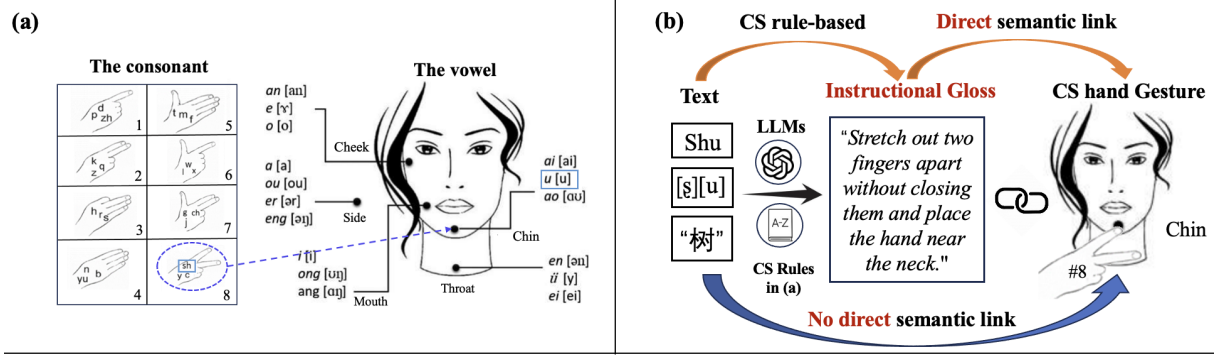 (a)
The consonant
d
p zh
1
t m f
5
k q
z
2
w
l x
6
h r s
3
g ch
j
7
n b
yu
4
sh
y c
8
The vowel
an [an]
e [ɤ]
o [o]
Cheek
a [a]
ou [ou]
er [ər]
eng [əŋ]
Side
i [i]
ong [ʊŋ]
ang [ɑŋ]
Mouth
ai [ai]
u [u]
ao [ɑʊ]
Chin
en [ən]
ü [y]
ei [ei]
Throat
(b)
CS rule-based
Direct semantic link
Text
Instructional Gloss
CS hand Gesture
Shu
[ʂ][u]
“树”
LLMs
A-Z
CS Rules
in (a)
“Stretch out two
fingers apart
without closing
them and place
the hand near
the neck."
Chin
#8
No direct semantic link